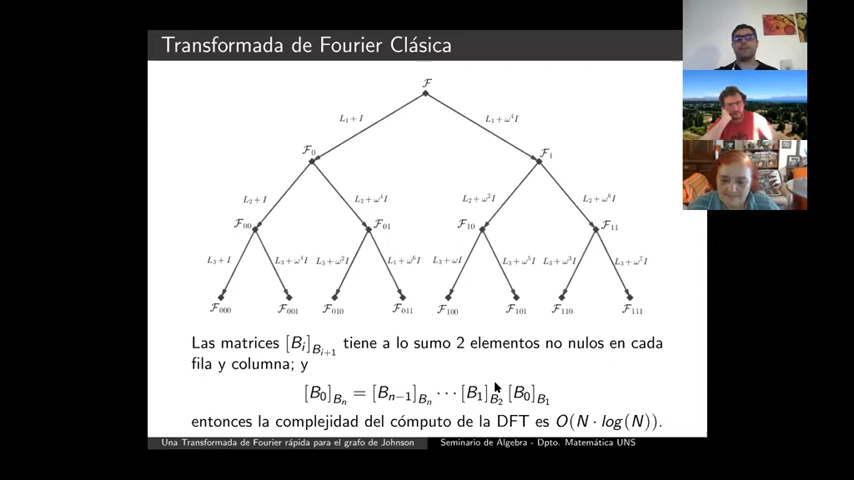 Transformada de Fourier Clásica
F
L₁ + I L₁ + ω⁴I
F₀ F₁
L₂ + I L₂ + ω⁴I L₂ + ω²I L₂ + ω⁶I
F₀₀ F₀₁ F₁₀ F₁₁
L₃ + I L₃ + ω⁴I L₃ + ω²I L₁ + ω⁶I L₃ + ωI L₃ + ω⁵I L₃ + ω³I L₃ + ω⁷I
F₀₀₀ F₀₀₁ F₀₁₀ F₀₁₁ F₁₀₀ F₁₀₁ F₁₁₀ F₁₁₁
Las matrices [Bᵢ]_{Bᵢ₊₁} tiene a lo sumo 2 elementos no nulos en cada
fila y columna; y
[B₀]_{Bₙ} = [Bₙ₋₁]_{Bₙ} ··· [B₁]_{B₂} [B₀]_{B₁}
entonces la complejidad del cómputo de la DFT es O(N · log(N)).
Una Transformada de Fourier rápida para el grafo de Johnson Seminario de Álgebra - Dpto. Matemática UNS